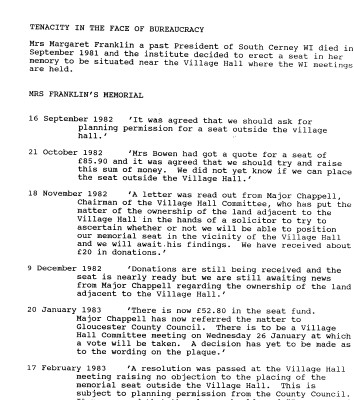 TENACITY IN THE FACE OF BUREAUCRACY
Mrs Margaret Franklin a past President of South Cerney WI died in
September 1981 and the institute decided to erect a seat in her
memory to be situated near the Village Hall where the WI meetings
are held.
MRS FRANKLIN'S MEMORIAL
16 September 1982 'It was agreed that we should ask for
planning permission for a seat outside the village
hall.'
21 October 1982 'Mrs Bowen had got a quote for a seat of
£85.90 and it was agreed that we should try and raise
this sum of money. We did not yet know if we can place
the seat outside the Village Hall.'
18 November 1982 'A letter was read out from Major Chappell,
Chairman of the Village Hall Committee, who has put the
matter of the ownership of the land adjacent to the
Village Hall in the hands of a solicitor to try to
ascertain whether or not we will be able to position
our memorial seat in the vicinity of the Village Hall
and we will await his findings. We have received about
£20 in donations.'
9 December 1982 'Donations are still being received and the
seat is nearly ready but we are still awaiting news
from Major Chappell regarding the ownership of the land
adjacent to the Village Hall.'
20 January 1983 'There is now £52.80 in the seat fund.
Major Chappell has now referred the matter to
Gloucester County Council. There is to be a Village
Hall Committee meeting on Wednesday 26 January at which
a vote will be taken. A decision has yet to be made as
to the wording on the plaque.'
17 February 1983 'A resolution was passed at the Village Hall
meeting raising no objection to the placing of the
memorial seat outside the Village Hall. This is
subject to planning permission from the County Council.